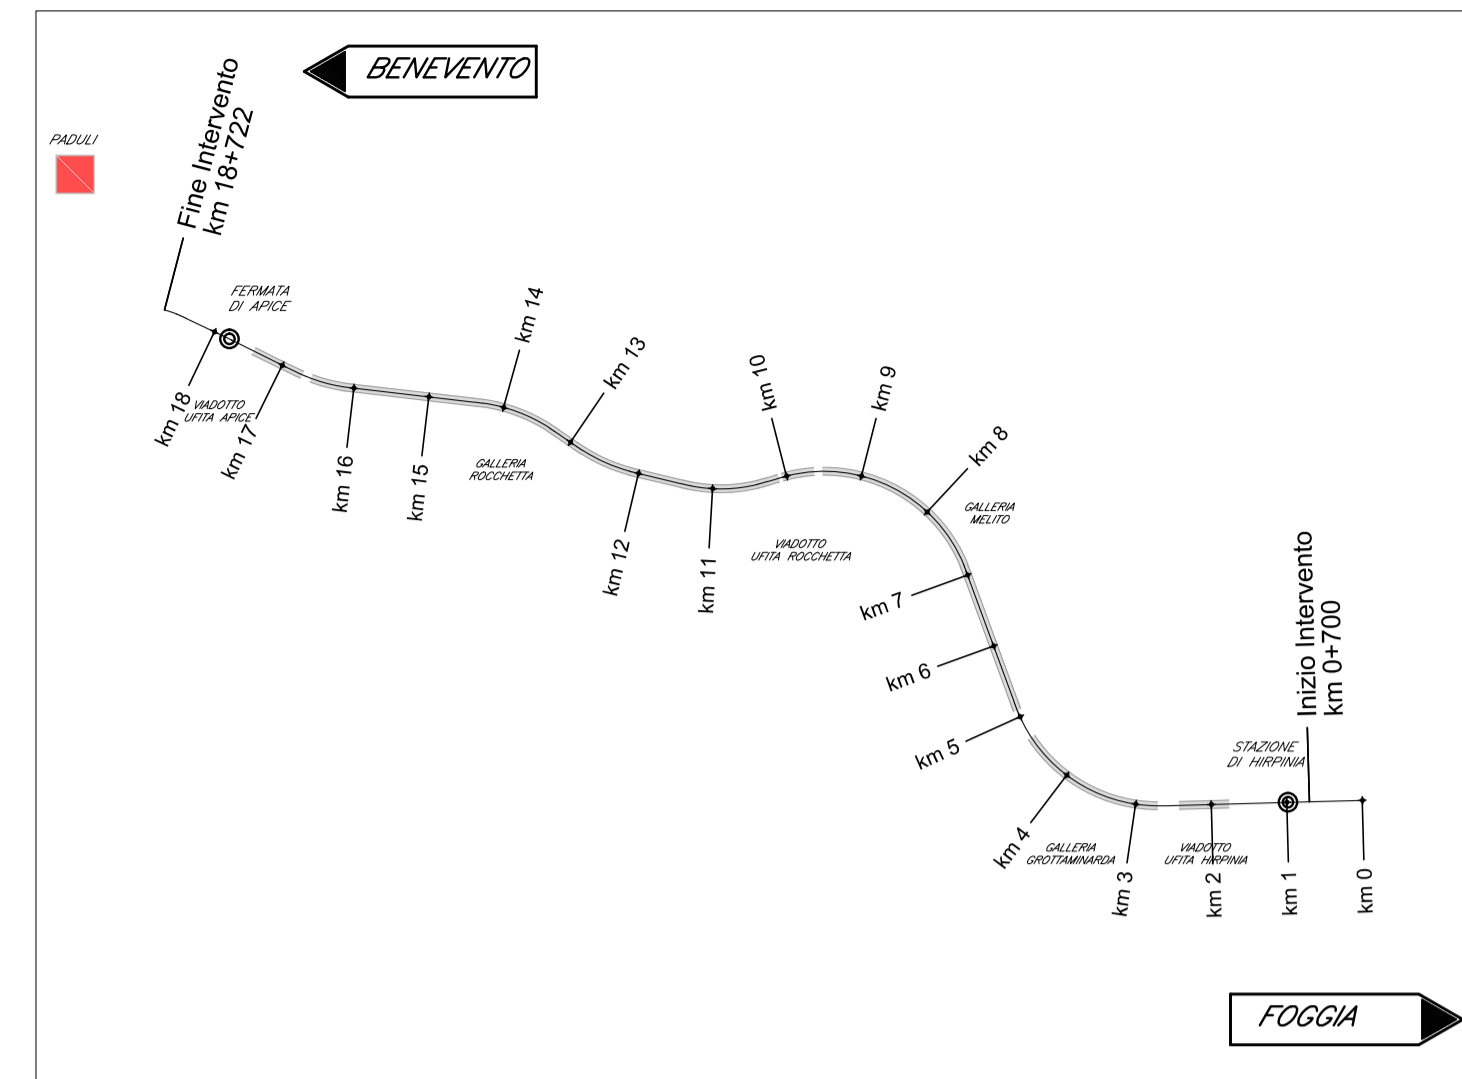 BENEVENTO
PADULI
Fine Intervento
km 18+722
FERMATA
DI APICE
km 18
VIADOTTO
UFITA APICE
km 17
km 16
km 15
km 14
GALLERIA
ROCCHETTA
km 13
km 12
km 11
km 10
VIADOTTO
UFITA ROCCHETTA
km 9
km 8
GALLERIA
MELITO
km 7
km 6
km 5
km 4
GALLERIA
GROTTAMINARDA
km 3
VIADOTTO
UFITA HIRPINIA
km 2
STAZIONE
DI HIRPINIA
Inizio Intervento
km 0+700
km 1
km 0
FOGGIA